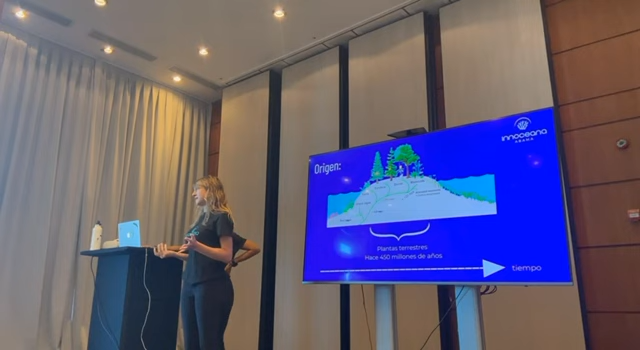 innoceana
Origen:
Plantas terrestres
Hace 450 millones de años
tiempo